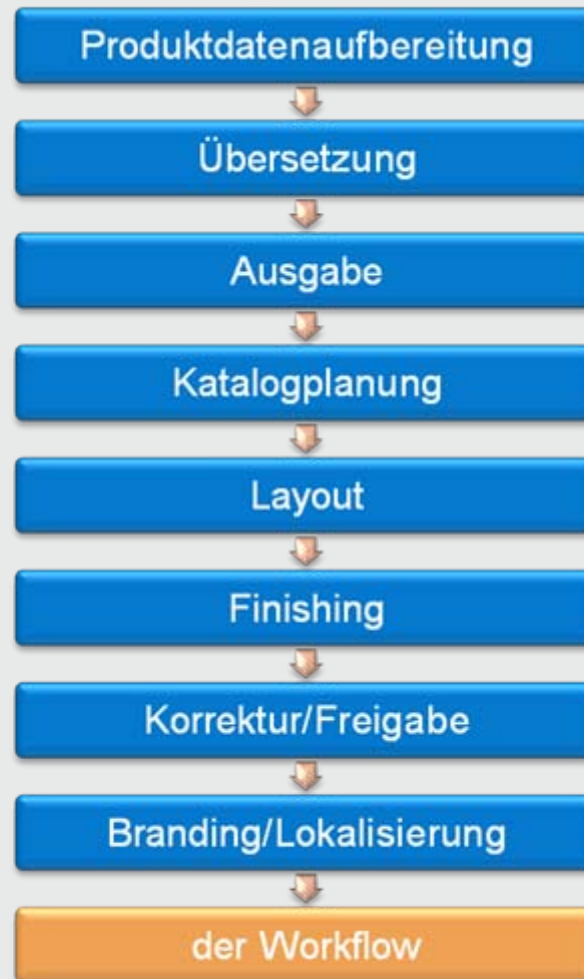 Produktdatenaufbereitung
Übersetzung
Ausgabe
Katalogplanung
Layout
Finishing
Korrektur/Freigabe
Branding/Lokalisierung
der Workflow